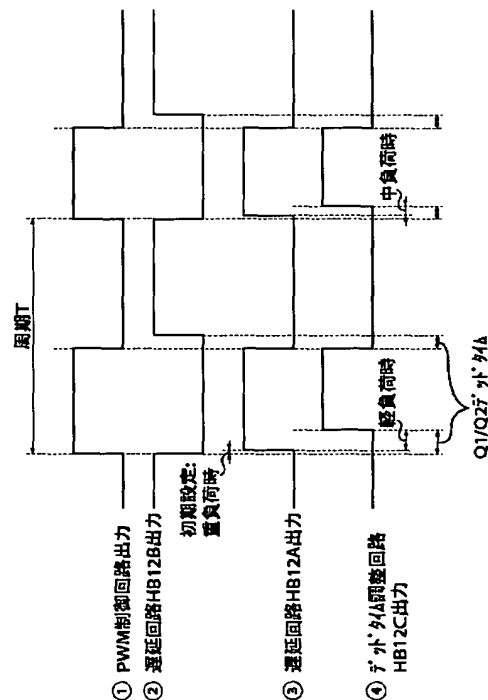 周期T
① PWM制御回路出力
② 遅延回路HB12B出力
初期設定:
重負荷時
③ 遅延回路HB12A出力
軽負荷時
中負荷時
④ デッドタイム調整回路
HB12C出力
Q1/Q2デッドタイム